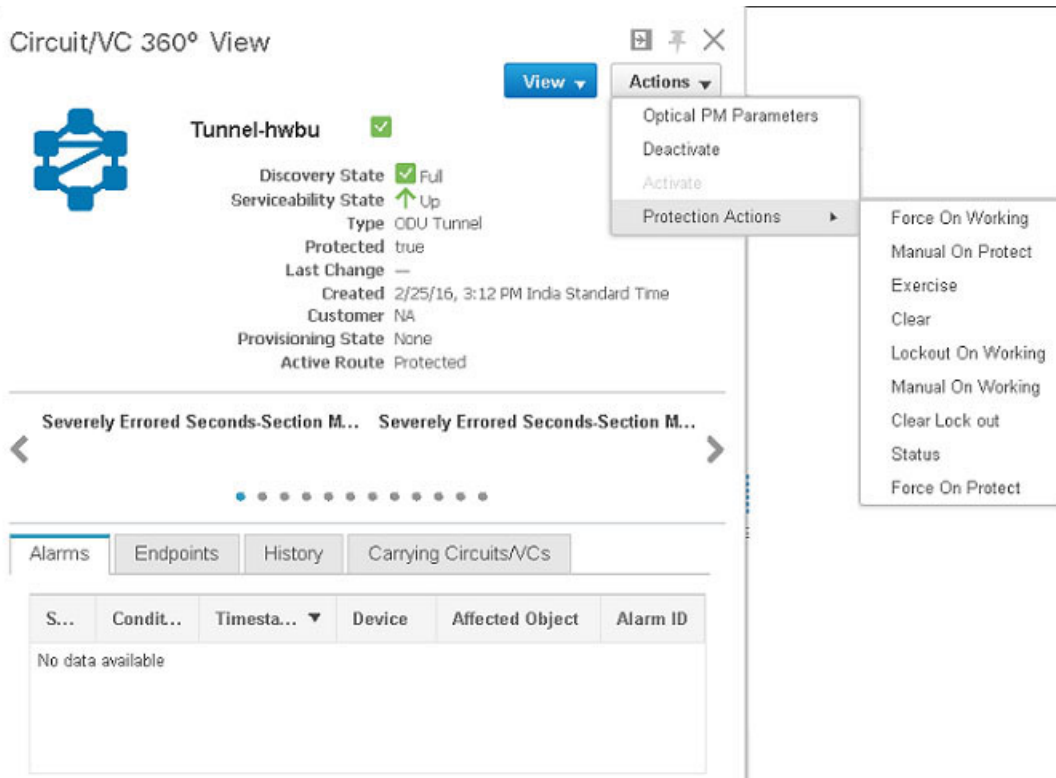 Circuit/VC 360º View
View
Actions
Optical PM Parameters
Deactivate
Activate
Protection Actions
Force On Working
Manual On Protect
Exercise
Clear
Lockout On Working
Manual On Working
Clear Lock out
Status
Force On Protect
Tunnel-hwbu
Discovery State Full
Serviceability State Up
Type ODU Tunnel
Protected true
Last Change —
Created 2/25/16, 3:12 PM India Standard Time
Customer NA
Provisioning State None
Active Route Protected
Severely Errored Seconds-Section M... Severely Errored Seconds-Section M...
Alarms Endpoints History Carrying Circuits/VCs
S... Condit... Timesta... Device Affected Object Alarm ID
No data available